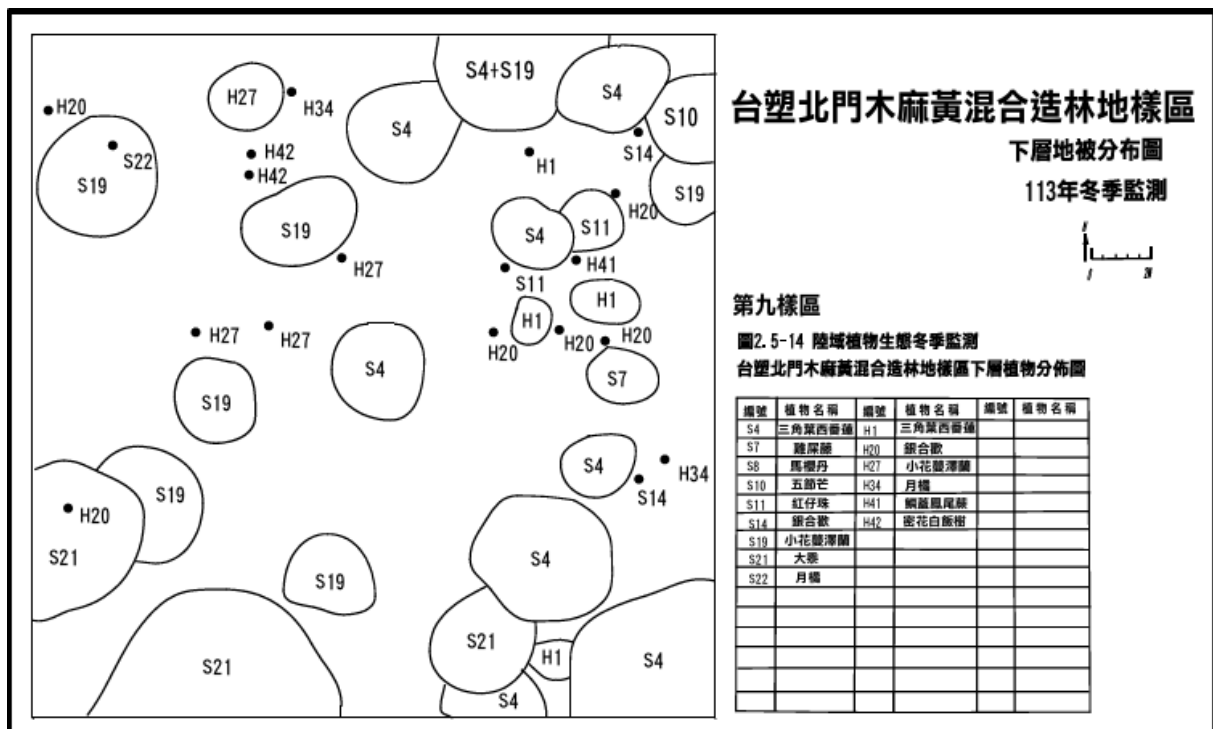 S4+S19
S4
H27
H34
H20
S4
S10
S22
H42
H1
S14
H42
S19
S19
S19
S4
S11
H20
H27
S11
H41
H1
H1
H27
H27
H20
H20
H20
S4
S7
S19
S4
H34
S14
S19
H20
S21
S4
S19
S21
S21
H1
S4
S4
台塑北門木麻黃混合造林地樣區
下層地被分布圖
113年冬季監測
N
0 2M
第九樣區
圖2.5-14 陸域植物生態冬季監測
台塑北門木麻黃混合造林地樣區下層植物分佈圖
編號 植物名稱 編號 植物名稱 編號 植物名稱
S4 三角葉西番蓮 H1 三角葉西番蓮
S7 雞屎藤 H20 銀合歡
S8 馬櫻丹 H27 小花蔓澤蘭
S10 五節芒 H34 月橘
S11 紅仔珠 H41 鱗蓋鳳尾蕨
S14 銀合歡 H42 密花白飯樹
S19 小花蔓澤蘭
S21 大黍
S22 月橘